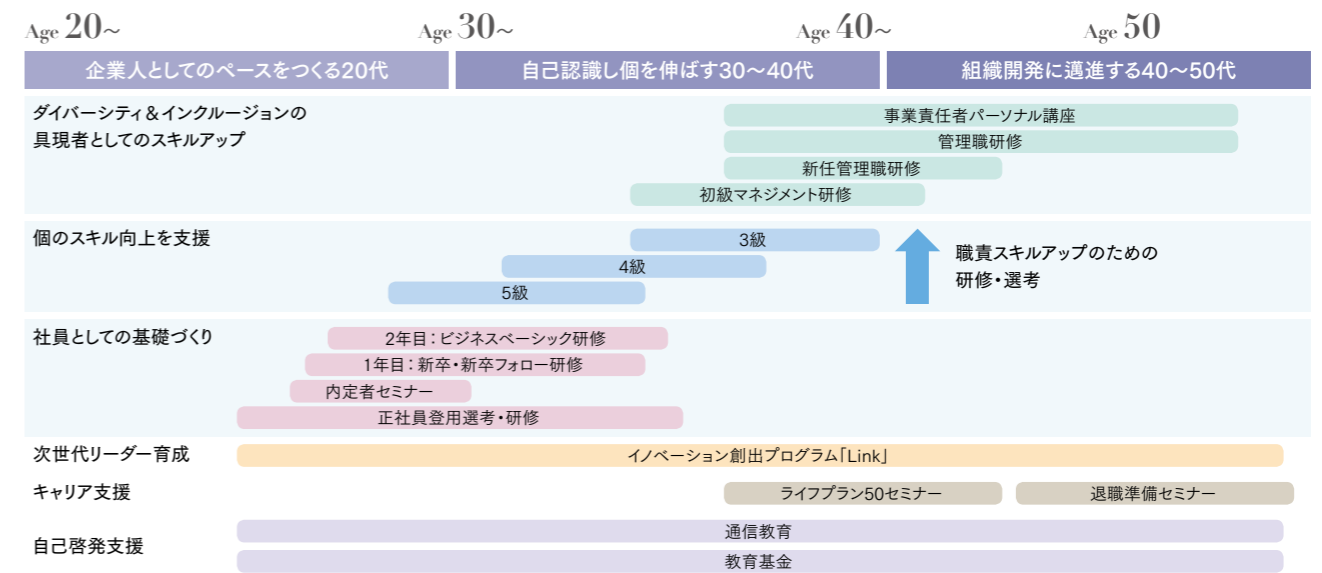 Age 20～
Age 30～
Age 40～
Age 50
企業人としてのペースをつくる20代
自己認識し個を伸ばす30～40代
組織開発に邁進する40～50代
ダイバーシティ＆インクルージョンの
具現者としてのスキルアップ
事業責任者パーソナル講座
管理職研修
新任管理職研修
初級マネジメント研修
個のスキル向上を支援
3級
4級
5級
職責スキルアップのための
研修・選考
社員としての基礎づくり
2年目：ビジネスベーシック研修
1年目：新卒・新卒フォロー研修
内定者セミナー
正社員登用選考・研修
次世代リーダー育成
イノベーション創出プログラム「Link」
キャリア支援
ライフプラン50セミナー
退職準備セミナー
自己啓発支援
通信教育
教育基金